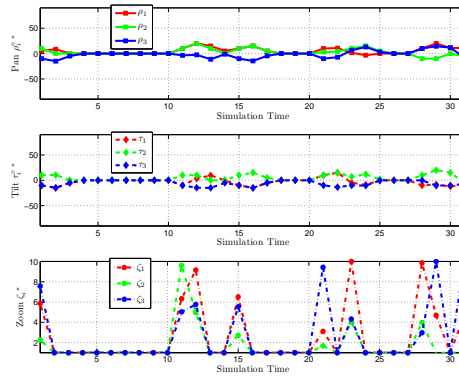 Pan ρᵢ°*
50
0
−50
ρ₁
ρ₂
ρ₃
5 10 15 20 25 30
Simulation Time
Tilt τᵢ°*
50
0
−50
τ₁
τ₂
τ₃
5 10 15 20 25 30
Simulation Time
Zoom ζᵢ*
10
8
6
4
2
ζ₁
ζ₂
ζ₃
5 10 15 20 25 30
Simulation Time